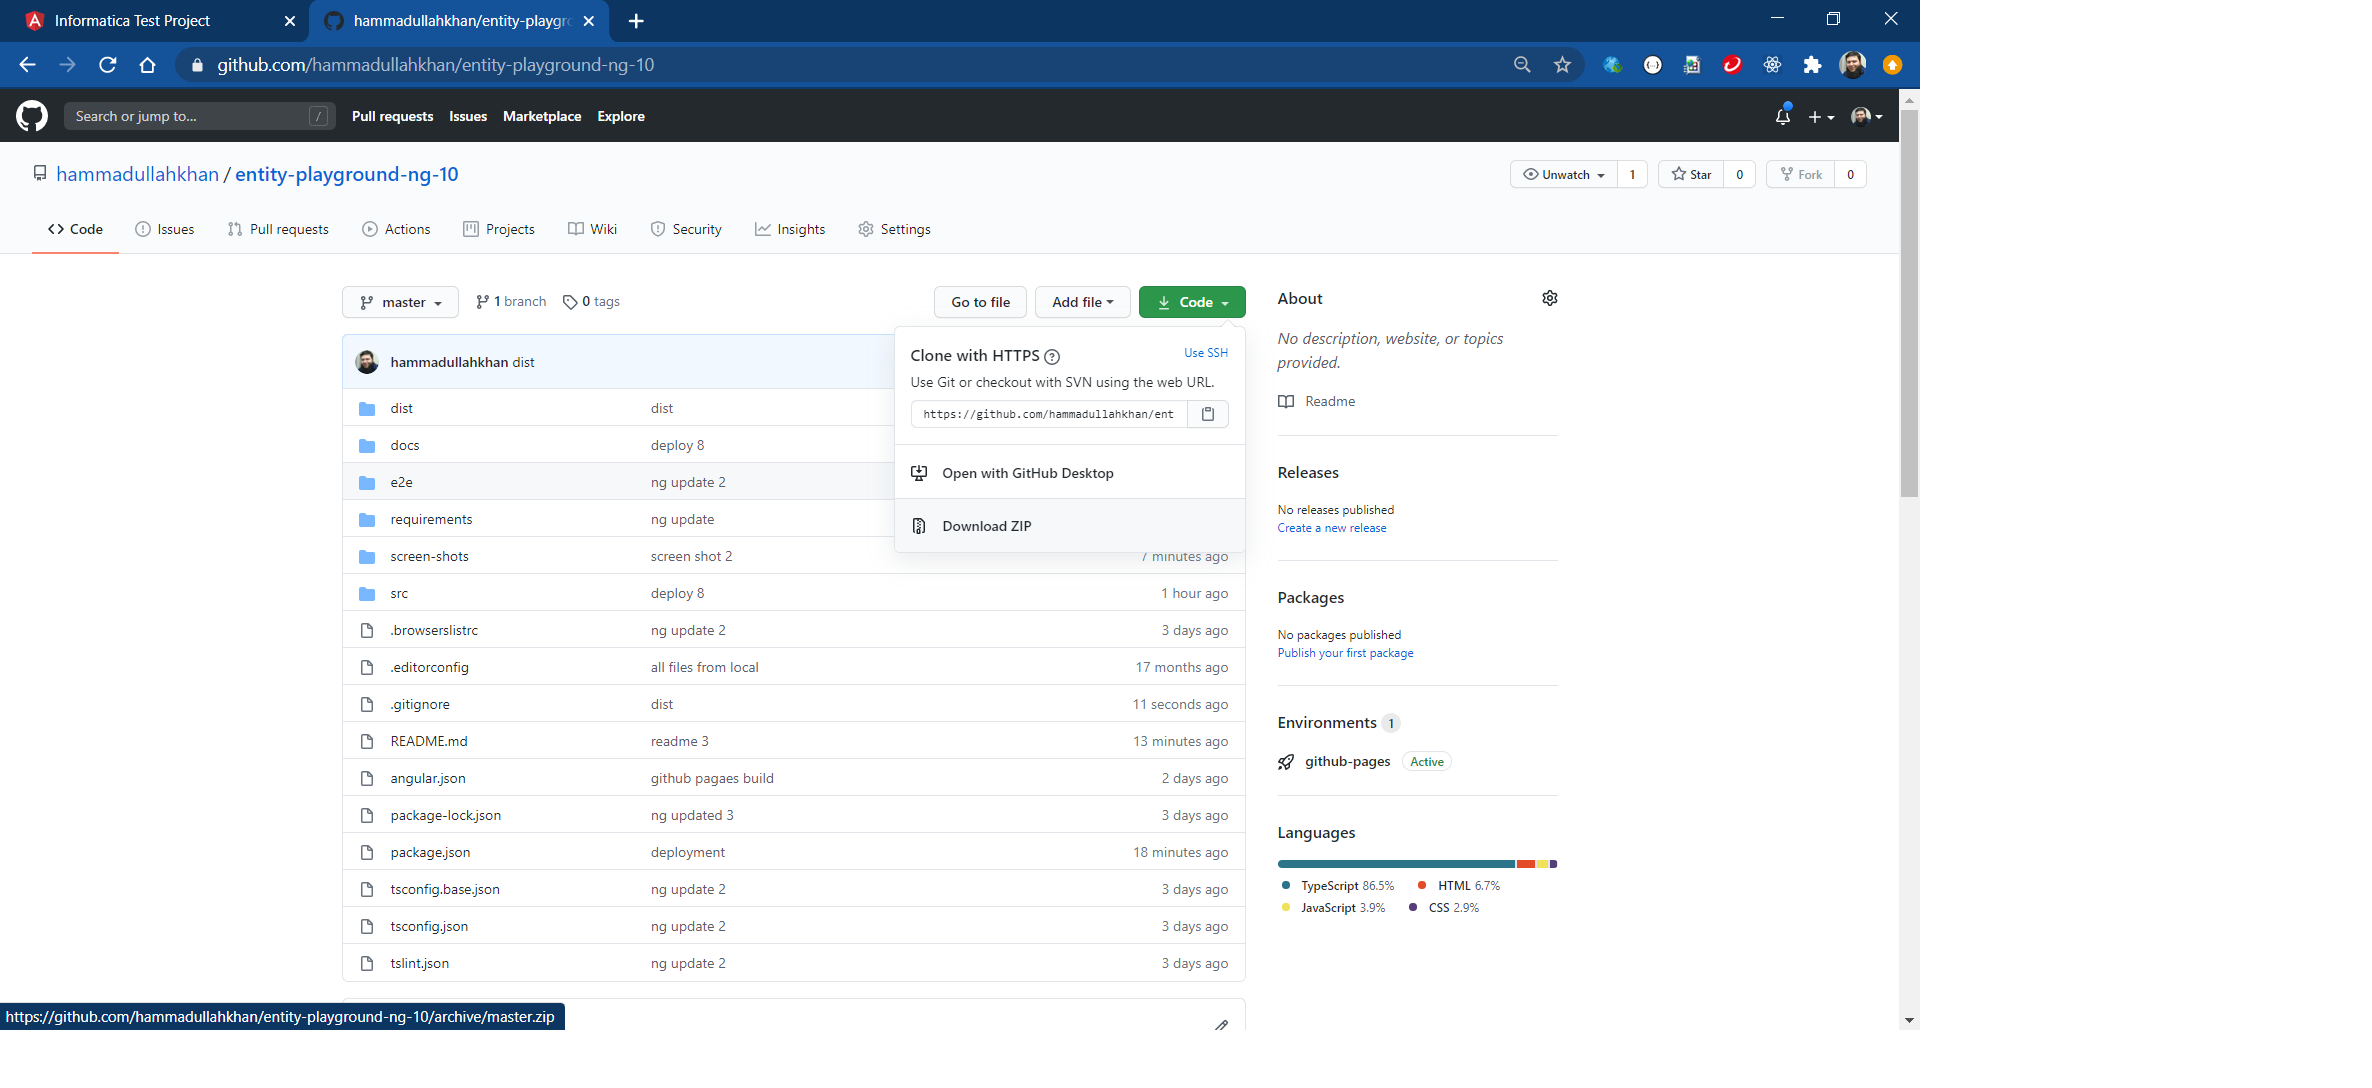 Informatica Test Project
hammadullahkhan/entity-playgro
github.com/hammadullahkhan/entity-playground-ng-10
Search or jump to... /
Pull requests Issues Marketplace Explore
hammadullahkhan / entity-playground-ng-10
Unwatch 1 Star 0 Fork 0
Code Issues Pull requests Actions Projects Wiki Security Insights Settings
master 1 branch 0 tags Go to file Add file Code
Clone with HTTPS Use SSH
Use Git or checkout with SVN using the web URL.
https://github.com/hammadullahkhan/ent
Open with GitHub Desktop
Download ZIP
hammadullahkhan dist
dist dist
docs deploy 8
e2e ng update 2
requirements ng update
screen-shots screen shot 2 7 minutes ago
src deploy 8 1 hour ago
.browserslistrc ng update 2 3 days ago
.editorconfig all files from local 17 months ago
.gitignore dist 11 seconds ago
README.md readme 3 13 minutes ago
angular.json github pagaes build 2 days ago
package-lock.json ng updated 3 3 days ago
package.json deployment 18 minutes ago
tsconfig.base.json ng update 2 3 days ago
tsconfig.json ng update 2 3 days ago
tslint.json ng update 2 3 days ago
About
No description, website, or topics
provided.
Readme
Releases
No releases published
Create a new release
Packages
No packages published
Publish your first package
Environments 1
github-pages Active
Languages
TypeScript 86.5% HTML 6.7%
JavaScript 3.9% CSS 2.9%
https://github.com/hammadullahkhan/entity-playground-ng-10/archive/master.zip